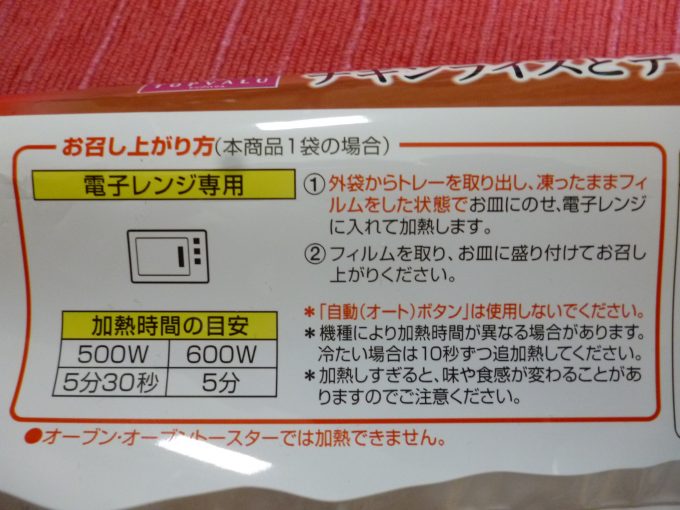 TOPVALU
チキンライスとデ
お召し上がり方(本商品1袋の場合)
電子レンジ専用
①外袋からトレーを取り出し、凍ったままフィ
ルムをした状態でお皿にのせ、電子レンジ
に入れて加熱します。
②フィルムを取り、お皿に盛り付けてお召し
上がりください。
加熱時間の目安
500W 600W
5分30秒 5分
*「自動(オート)ボタン」は使用しないでください。
*機種により加熱時間が異なる場合があります。
冷たい場合は10秒ずつ追加熱してください。
*加熱しすぎると、味や食感が変わることがあ
りますのでご注意ください。
●オーブン・オーブントースターでは加熱できません。